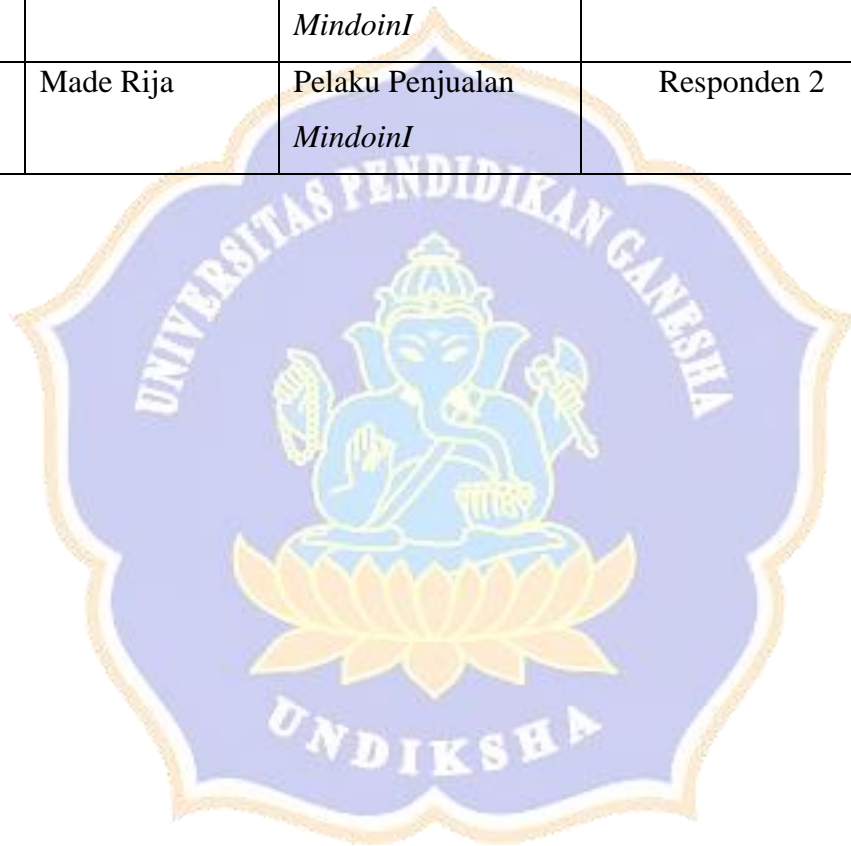 MindoinI
Made Rija Pelaku Penjualan Responden 2
MindoinI
UNIVERSITAS PENDIDIKAN GANESHA
UNDIKSHA